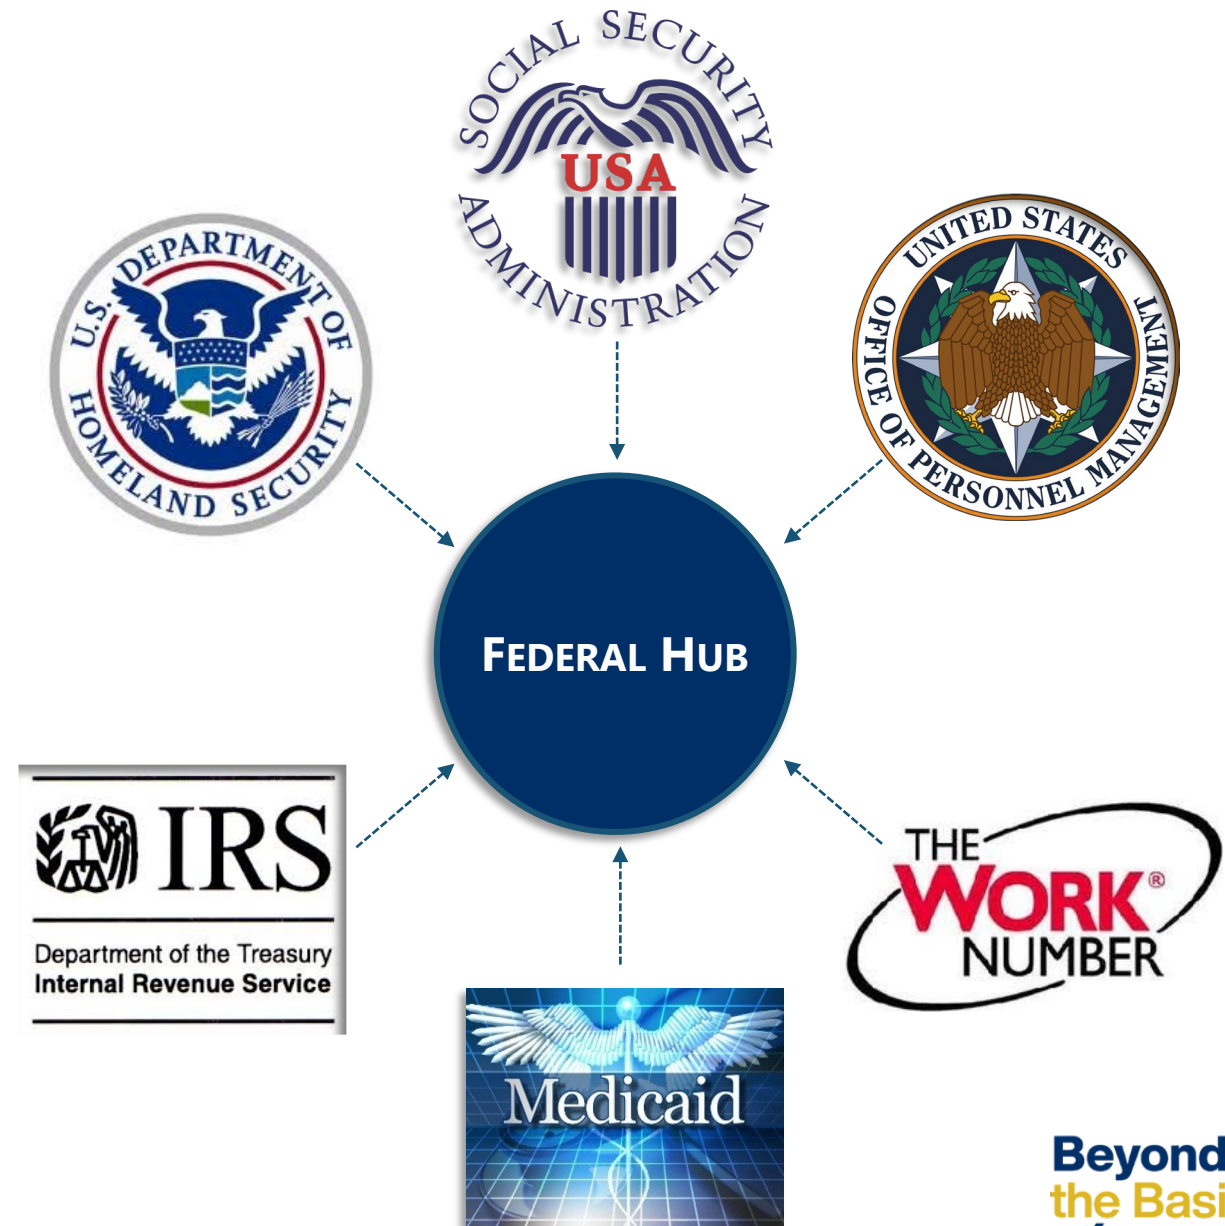 SOCIAL SECURITY
ADMINISTRATION
USA
U.S. DEPARTMENT OF
HOMELAND SECURITY
UNITED STATES
OFFICE OF PERSONNEL MANAGEMENT
FEDERAL HUB
IRS
Department of the Treasury
Internal Revenue Service
THE
WORK®
NUMBER
Medicaid
Beyond
the Basi